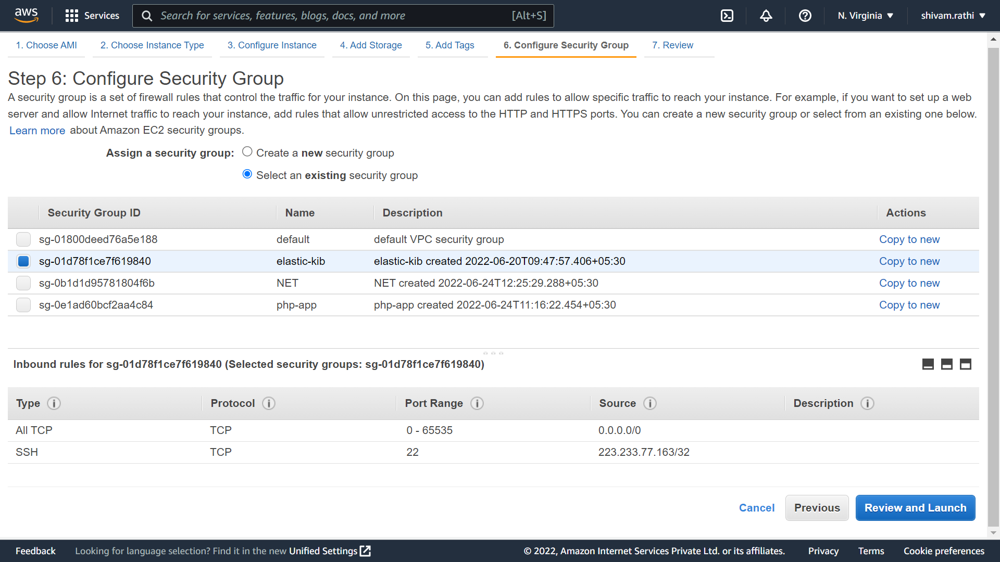 aws Services Search for services, features, blogs, docs, and more [Alt+S] N. Virginia shivam.rathi
1. Choose AMI 2. Choose Instance Type 3. Configure Instance 4. Add Storage 5. Add Tags 6. Configure Security Group 7. Review
Step 6: Configure Security Group
A security group is a set of firewall rules that control the traffic for your instance. On this page, you can add rules to allow specific traffic to reach your instance. For example, if you want to set up a web
server and allow Internet traffic to reach your instance, add rules that allow unrestricted access to the HTTP and HTTPS ports. You can create a new security group or select from an existing one below.
Learn more about Amazon EC2 security groups.
Assign a security group: Create a new security group
Select an existing security group
Security Group ID Name Description Actions
sg-01800deed76a5e188 default default VPC security group Copy to new
sg-01d78f1ce7f619840 elastic-kib elastic-kib created 2022-06-20T09:47:57.406+05:30 Copy to new
sg-0b1d1d95781804f6b NET NET created 2022-06-24T12:25:29.288+05:30 Copy to new
sg-0e1ad60bcf2aa4c84 php-app php-app created 2022-06-24T11:16:22.454+05:30 Copy to new
Inbound rules for sg-01d78f1ce7f619840 (Selected security groups: sg-01d78f1ce7f619840)
Type i Protocol i Port Range i Source i Description i
All TCP TCP 0 - 65535 0.0.0.0/0
SSH TCP 22 223.233.77.163/32
Cancel Previous Review and Launch
Feedback Looking for language selection? Find it in the new Unified Settings © 2022, Amazon Internet Services Private Ltd. or its affiliates. Privacy Terms Cookie preferences